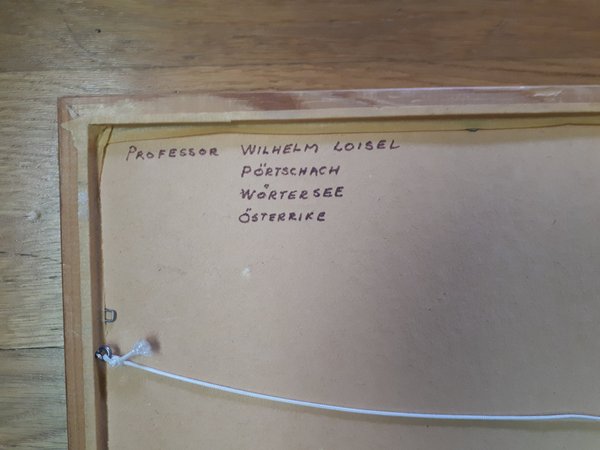 PROFESSOR WILHELM LOISEL
PÖRTSCHACH
WÖRTERSEE
ÖSTERRIKE